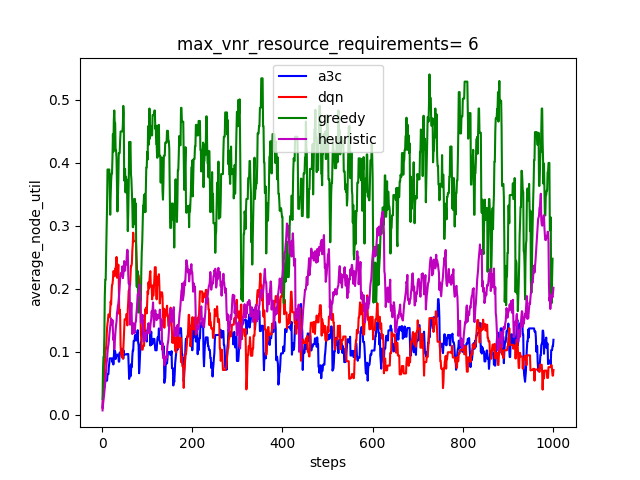 max_vnr_resource_requirements= 6
a3c
dqn
greedy
heuristic
average_node_util
0.5
0.4
0.3
0.2
0.1
0.0
0 200 400 600 800 1000
steps